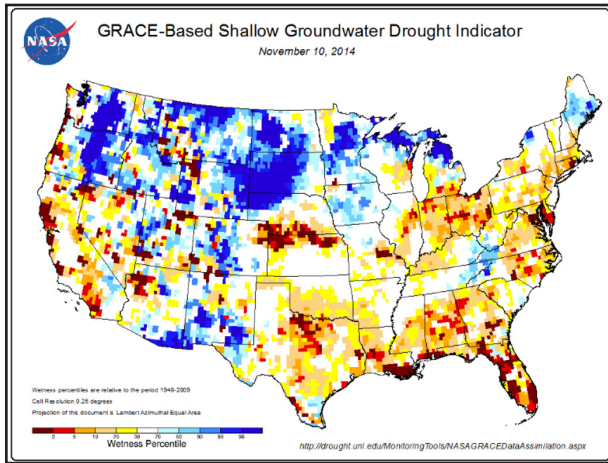 NASA
GRACE-Based Shallow Groundwater Drought Indicator
November 10, 2014
Wetness percentiles are relative to the period 1948-2009
Cell Resolution 0.25 degrees
Projection of this document is Lambert Azimuthal Equal Area
2 5 10 20 30 70 80 90 95 98
Wetness Percentile
http://drought.unl.edu/MonitoringTools/NASAGRACEDataAssimilation.aspx